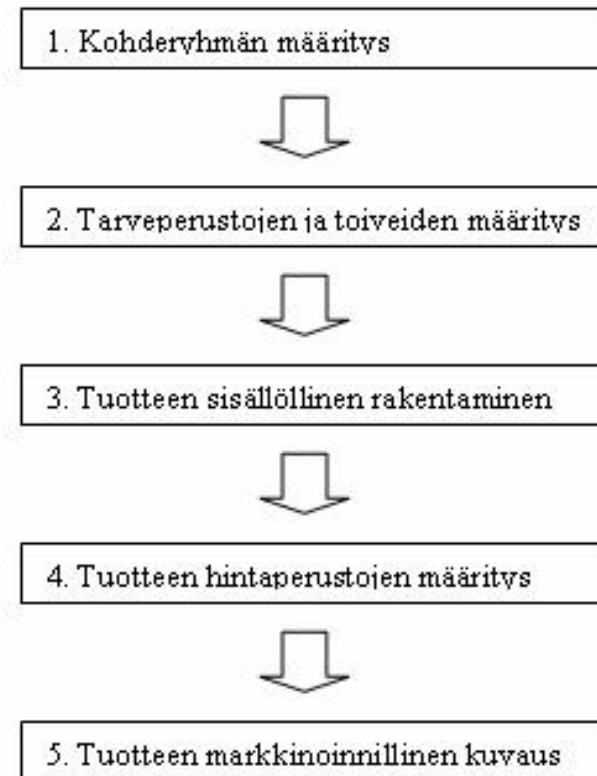 1. Kohderyhmän määritys
2. Tarveperustojen ja toiveiden määritys
3. Tuotteen sisällöllinen rakentaminen
4. Tuotteen hintaperustojen määritys
5. Tuotteen markkinoinnillinen kuvaus